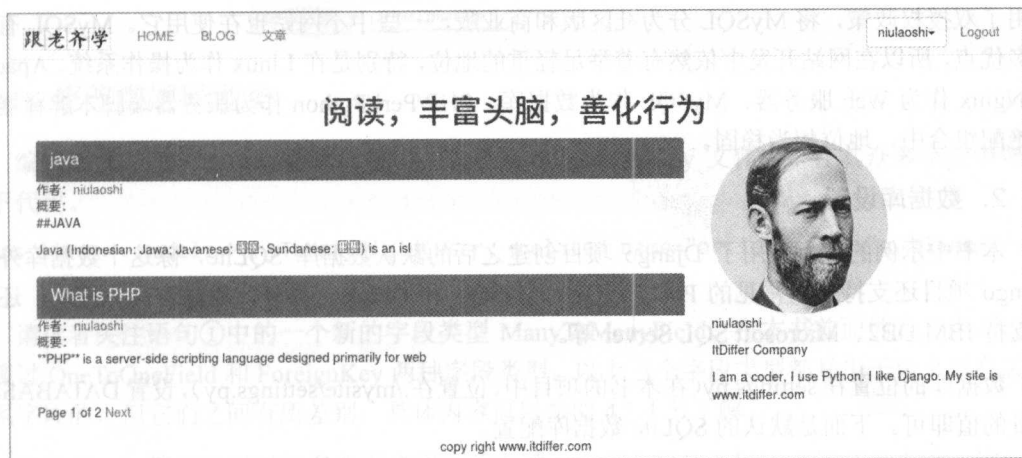 跟老齐学 HOME BLOG 文章 niulaoshi Logout
阅读，丰富头脑，善化行为
java
作者：niulaoshi
概要：
##JAVA
Java (Indonesian: Jawa; Javanese: ; Sundanese: ) is an isl
What is PHP
作者：niulaoshi
概要：
**PHP** is a server-side scripting language designed primarily for web
Page 1 of 2 Next
niulaoshi
ItDiffer Company
I am a coder. I use Python. I like Django. My site is
www.itdiffer.com
copy right www.itdiffer.com